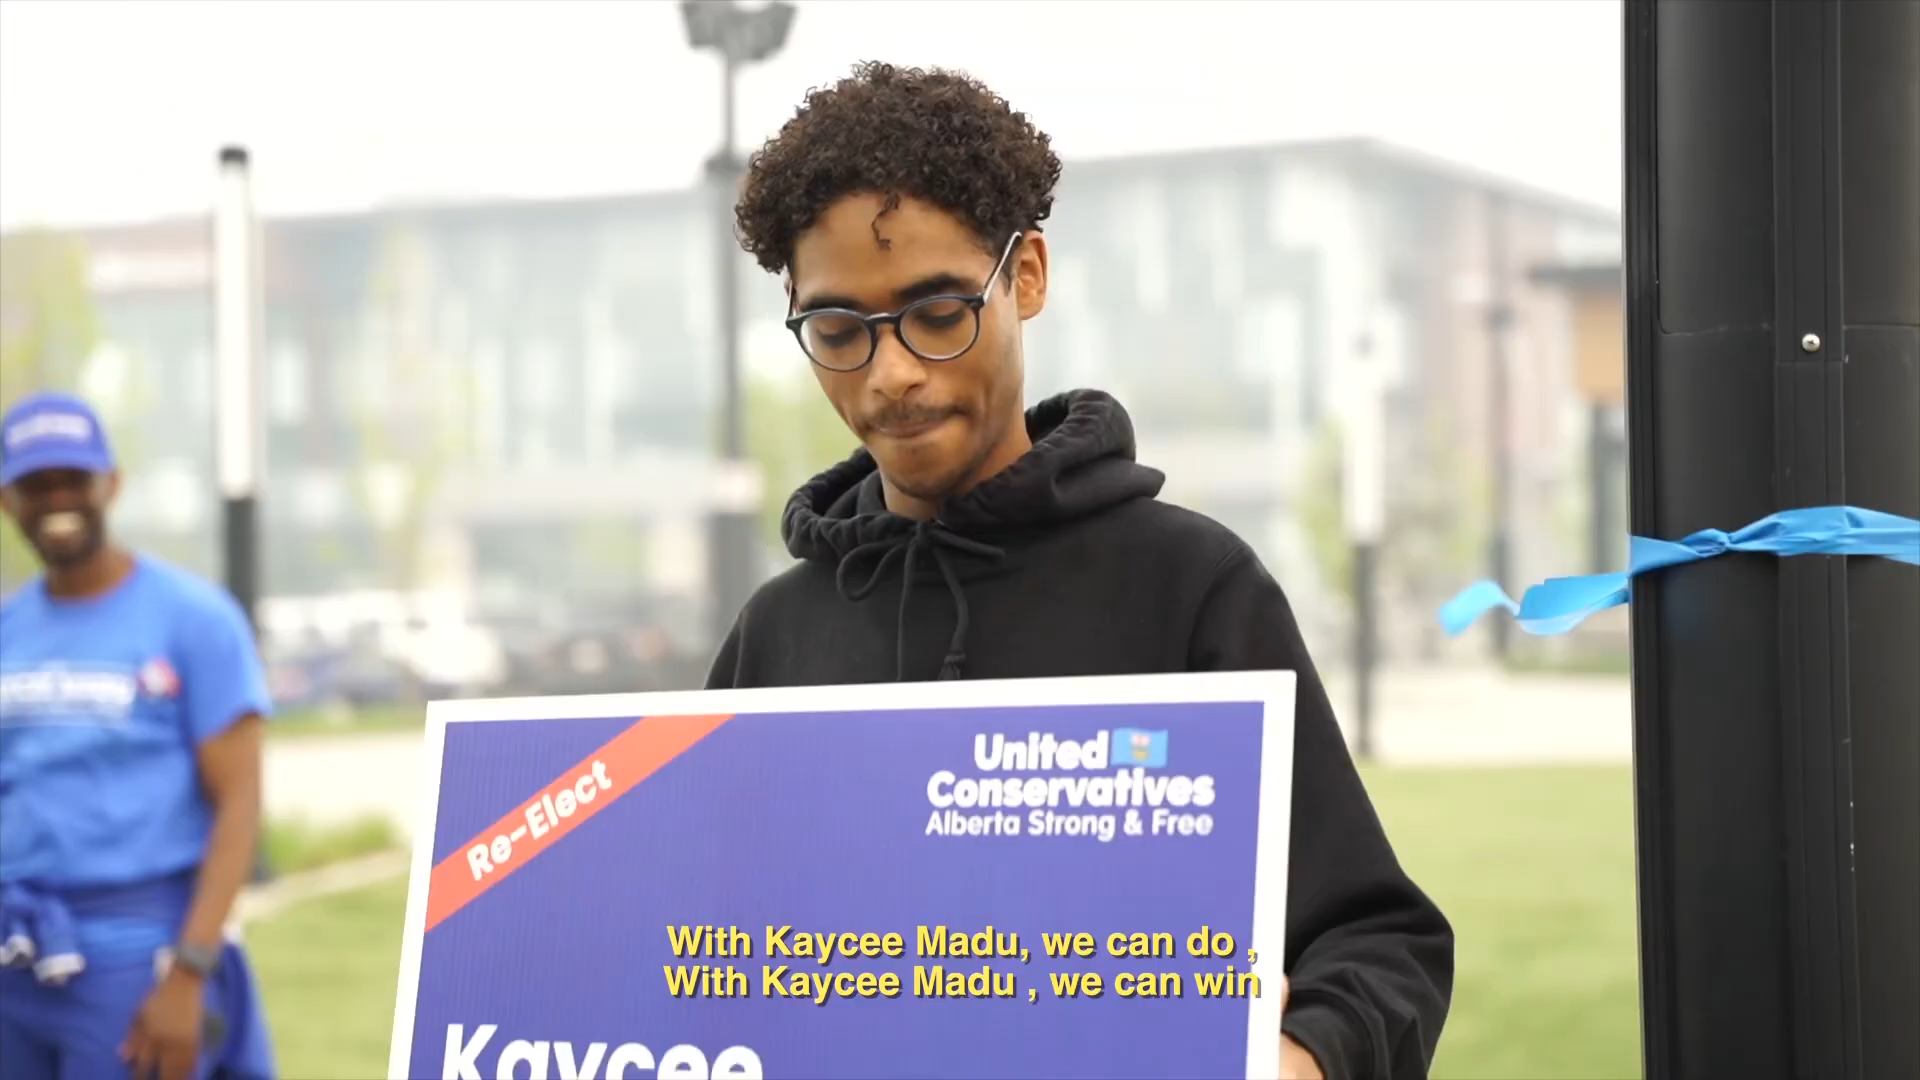 United
Conservatives
Alberta Strong & Free
Re-Elect
With Kaycee Madu, we can do ,
With Kaycee Madu , we can win
Kaycee